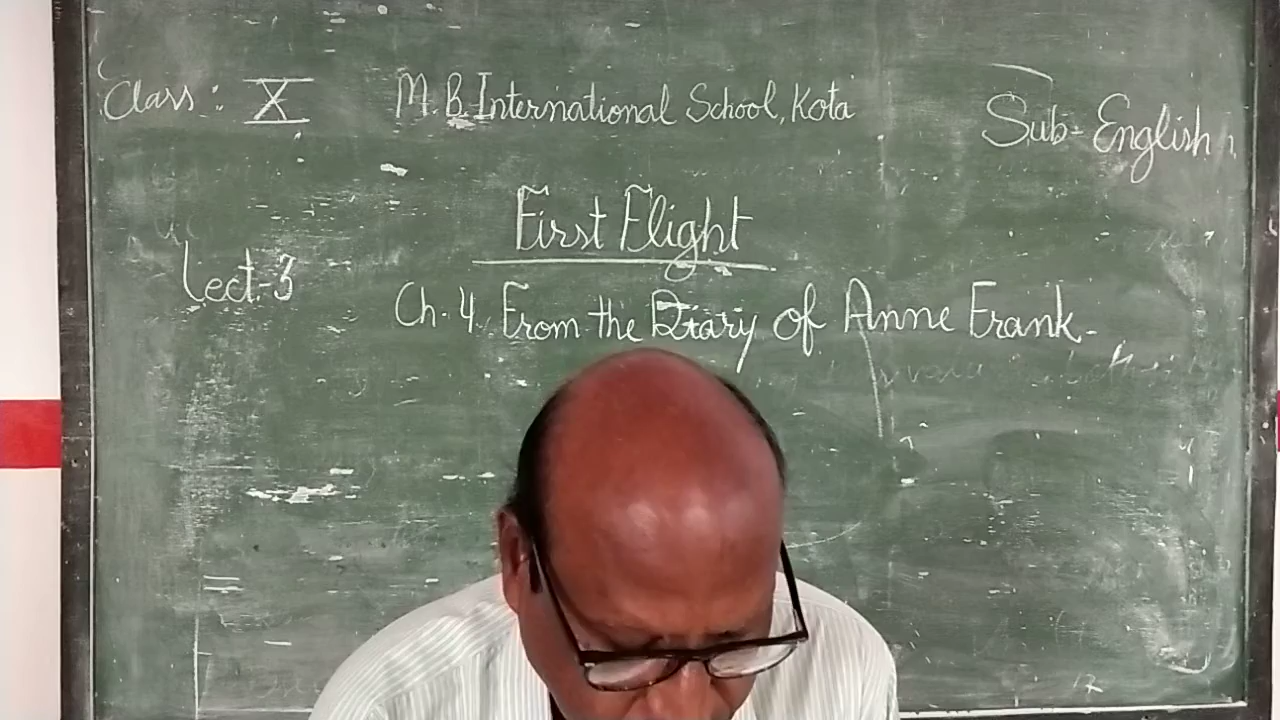 Class: X M.B. International School, Kota Sub- English
First Flight
Lect.-3
Ch. 4. From the Diary of Anne Frank.